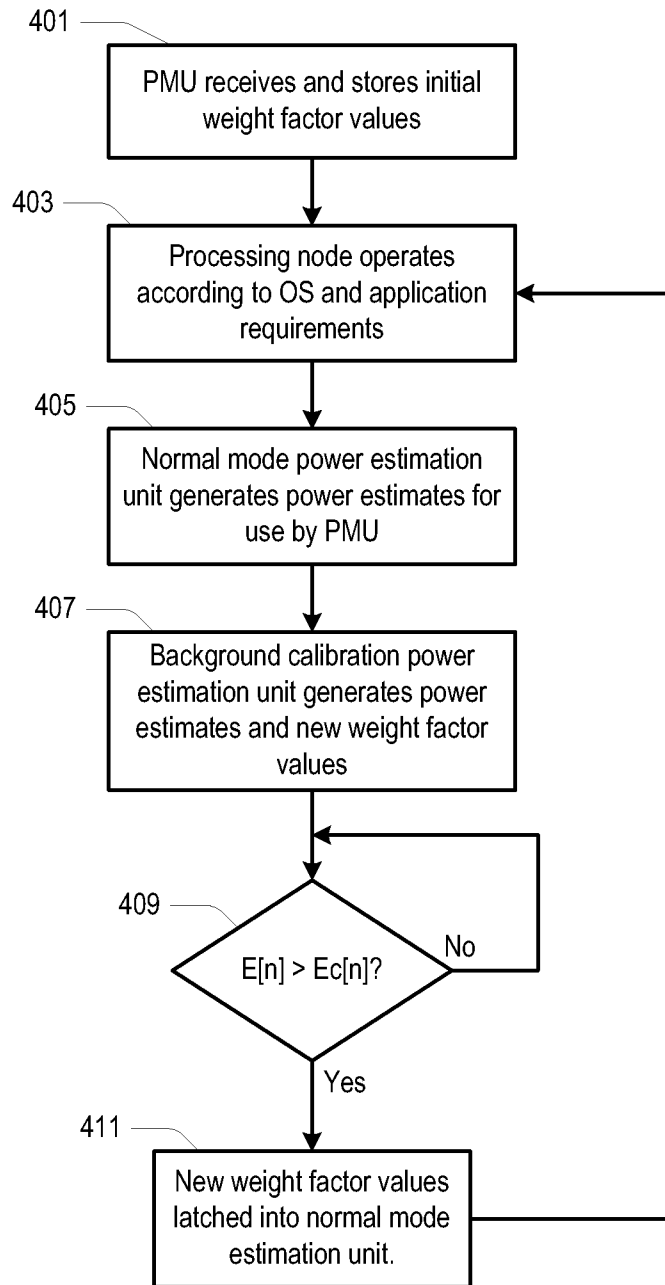 401
PMU receives and stores initial
weight factor values
403
Processing node operates
according to OS and application
requirements
405
Normal mode power estimation
unit generates power estimates for
use by PMU
407
Background calibration power
estimation unit generates power
estimates and new weight factor
values
409
E[n] > Ec[n]?
No
Yes
411
New weight factor values
latched into normal mode
estimation unit.